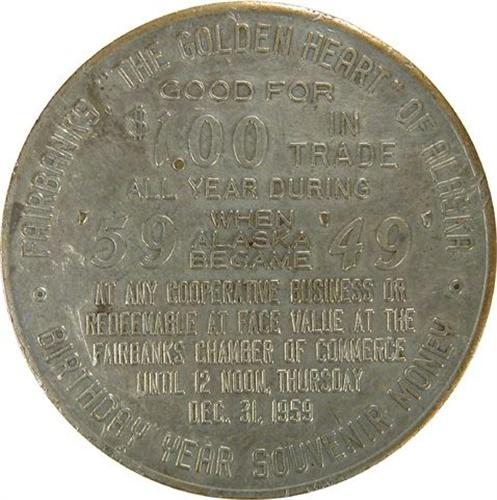 FAIRBANKS, "THE GOLDEN HEART" OF ALASKA
GOOD FOR
$1.00 IN TRADE
ALL YEAR DURING
'59 WHEN ALASKA BECAME '49'
AT ANY COOPERATIVE BUSINESS OR
REDEEMABLE AT FACE VALUE AT THE
FAIRBANKS CHAMBER OF COMMERCE
UNTIL 12 NOON, THURSDAY
DEC. 31, 1959
• BIRTHDAY YEAR SOUVENIR MONEY •